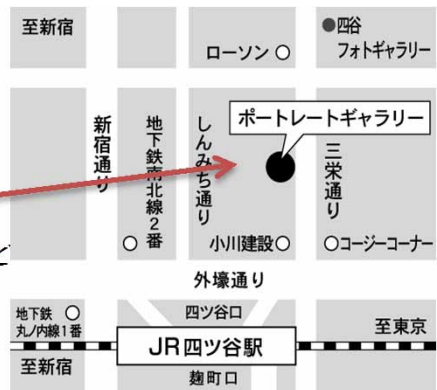 至新宿
●四谷
フォトギャラリー
ローソン
ポートレートギャラリー
新宿通り
地下鉄南北線2番
しんみち通り
三栄通り
小川建設
コージーコーナー
外壕通り
地下鉄
丸ノ内線1番
四ツ谷口
至東京
JR四ツ谷駅
至新宿
麹町口